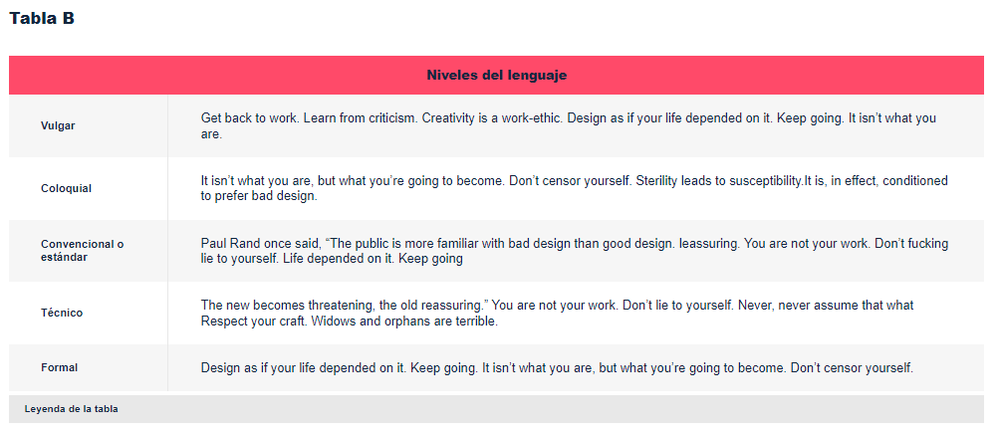 Tabla B
Niveles del lenguaje
Vulgar
Get back to work. Learn from criticism. Creativity is a work-ethic. Design as if your life depended on it. Keep going. It isn’t what you
are.
Coloquial
It isn’t what you are, but what you’re going to become. Don’t censor yourself. Sterility leads to susceptibility.It is, in effect, conditioned
to prefer bad design.
Convencional o
estándar
Paul Rand once said, “The public is more familiar with bad design than good design. leassuring. You are not your work. Don’t fucking
lie to yourself. Life depended on it. Keep going
Técnico
The new becomes threatening, the old reassuring.” You are not your work. Don’t lie to yourself. Never, never assume that what
Respect your craft. Widows and orphans are terrible.
Formal
Design as if your life depended on it. Keep going. It isn’t what you are, but what you’re going to become. Don’t censor yourself.
Leyenda de la tabla